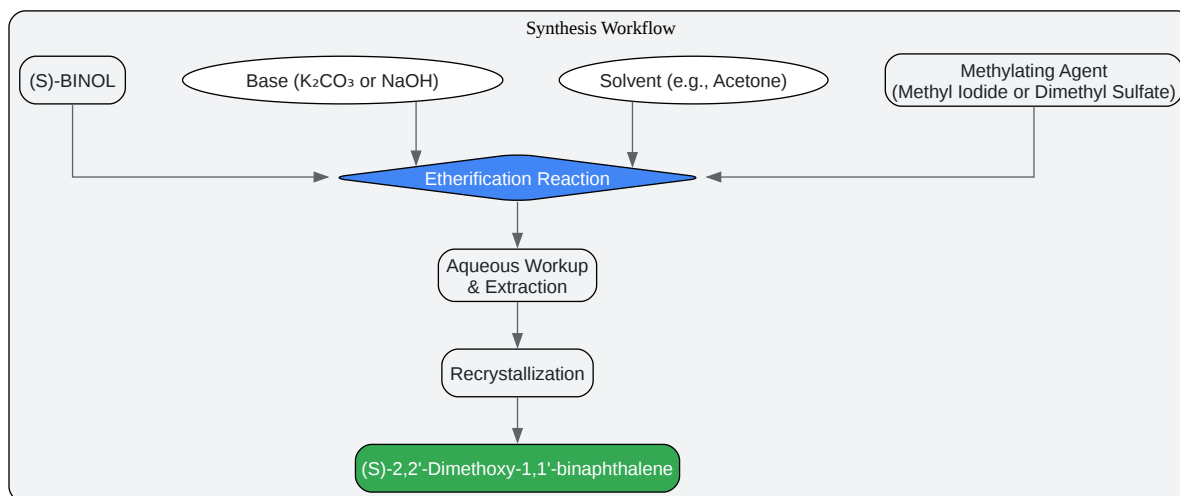 Synthesis Workflow
(S)-BINOL
Base (K₂CO₃ or NaOH)
Solvent (e.g., Acetone)
Methylating Agent
(Methyl Iodide or Dimethyl Sulfate)
Etherification Reaction
Aqueous Workup
& Extraction
Recrystallization
(S)-2,2'-Dimethoxy-1,1'-binaphthalene